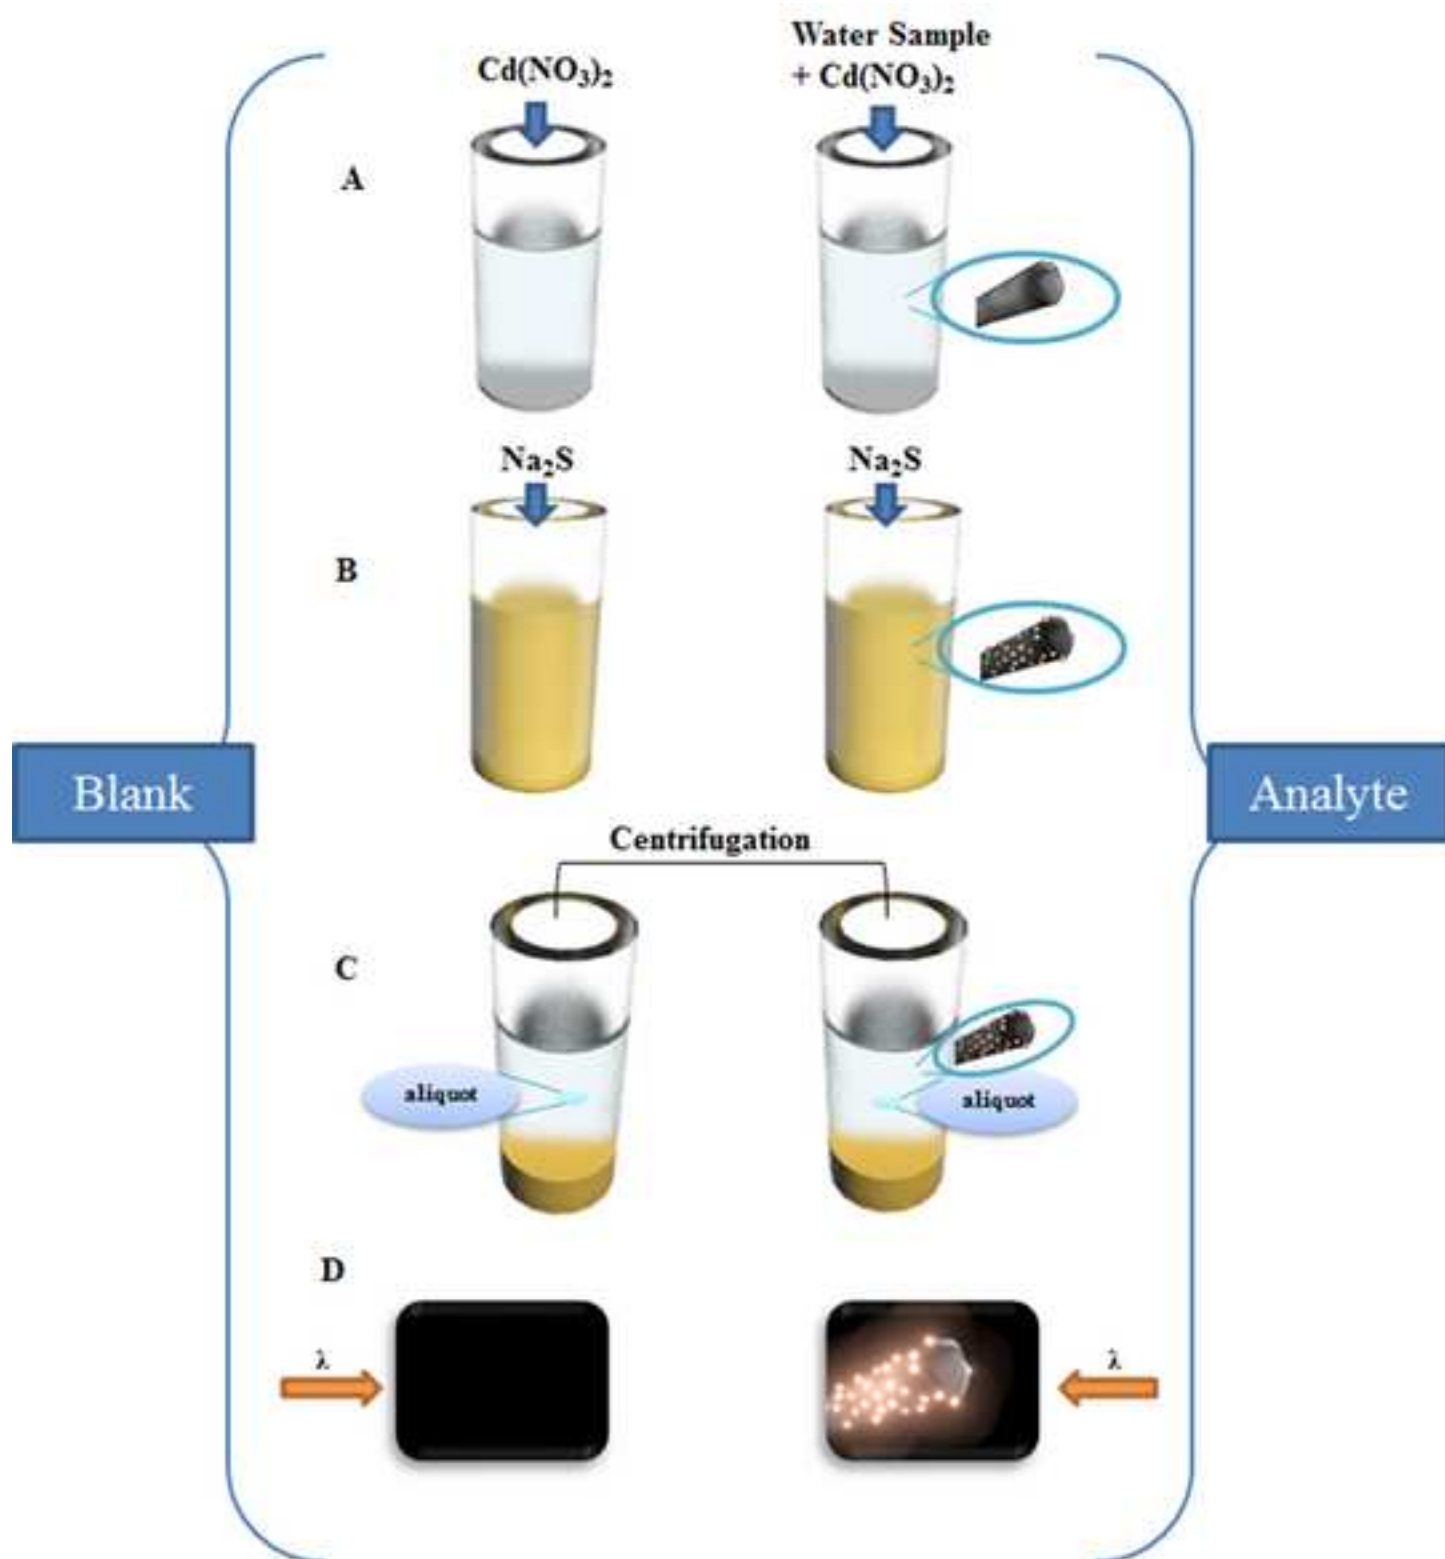 Cd(NO₃)₂
Water Sample
+ Cd(NO₃)₂
A
Na₂S
Na₂S
B
Blank
Analyte
Centrifugation
C
aliquot
aliquot
D
λ
λ